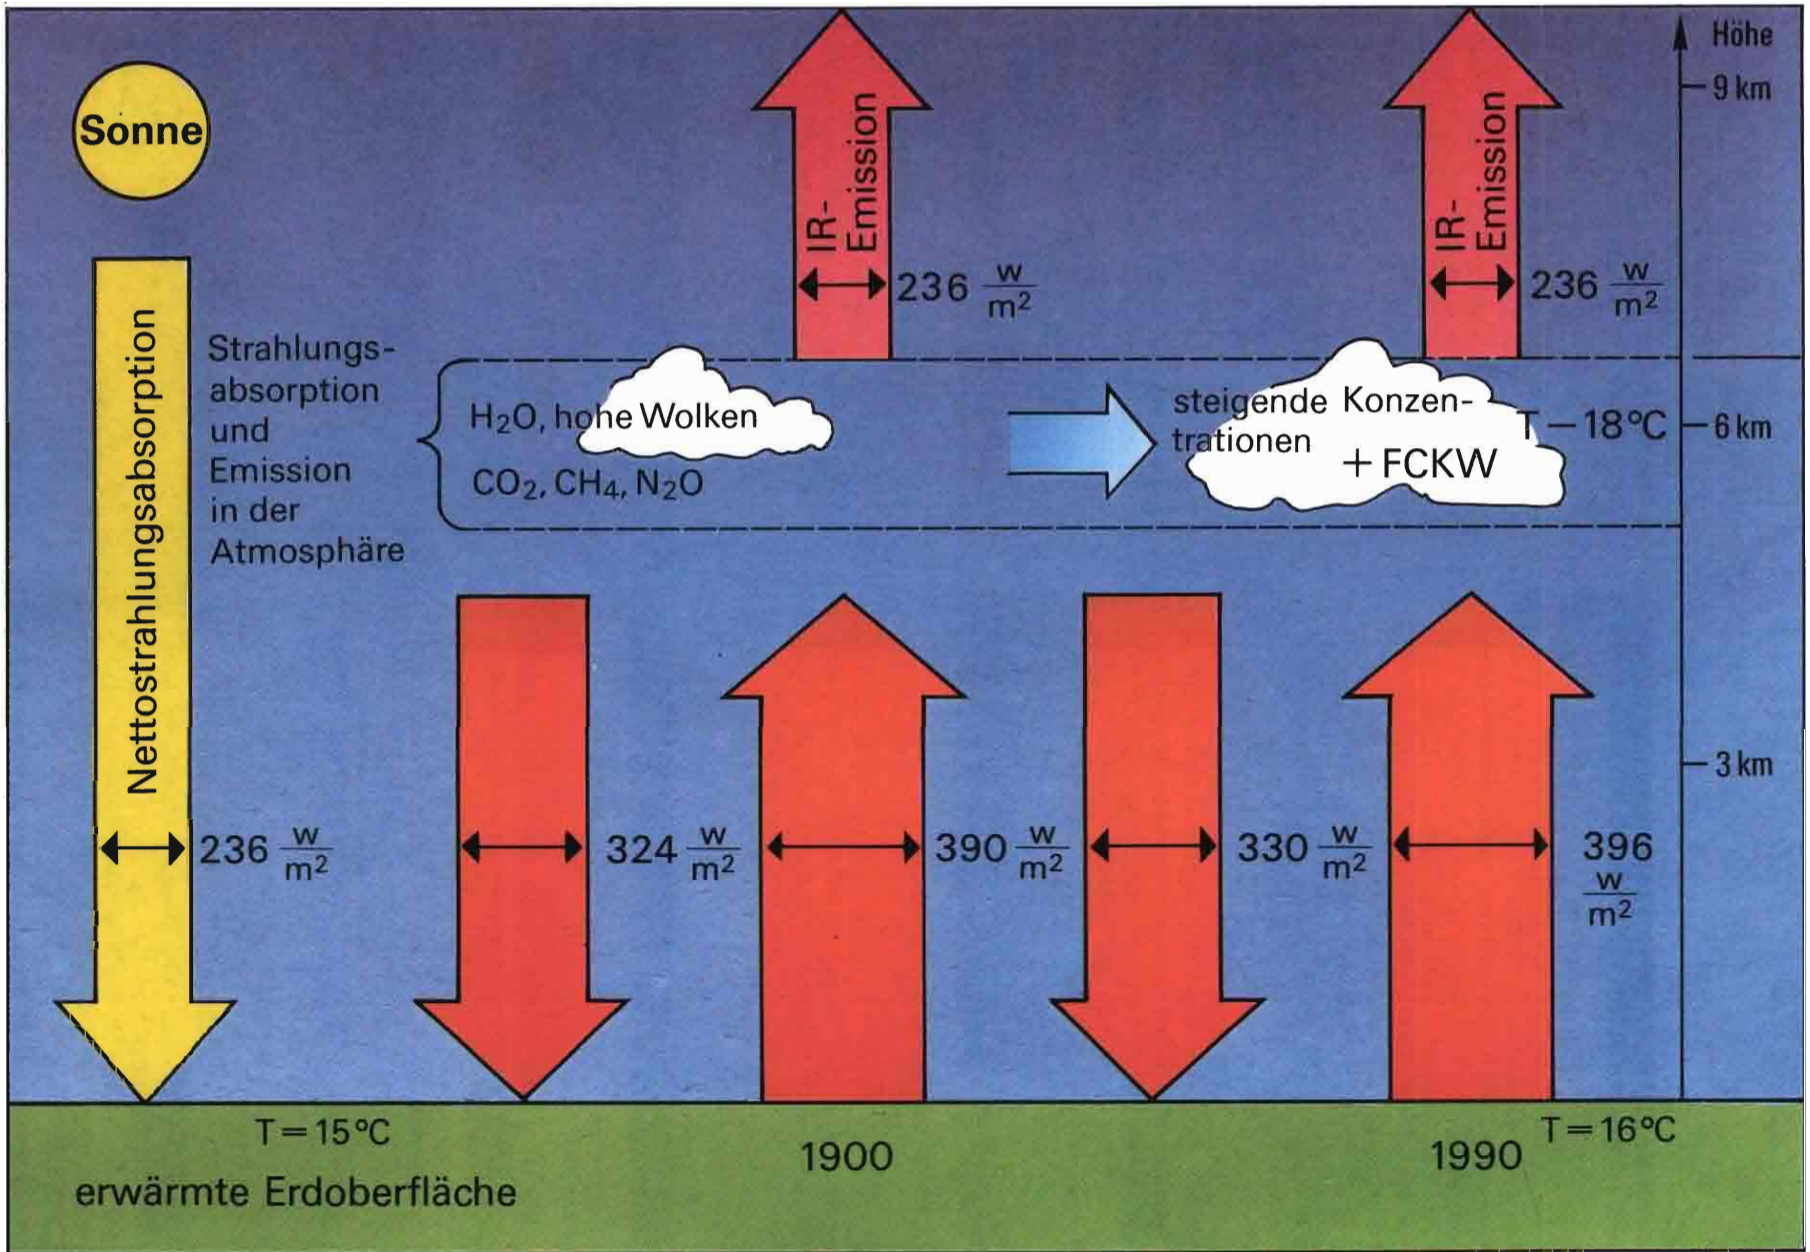 Höhe
9 km
Sonne
IR-
Emission
IR-
Emission
236 W/m²
236 W/m²
Nettostrahlungsabsorption
Strahlungs-
absorption
und
Emission
in der
Atmosphäre
H₂O, hohe Wolken
CO₂, CH₄, N₂O
steigende Konzen-
trationen
+ FCKW
T – 18 °C
6 km
3 km
236 W/m²
324 W/m²
390 W/m²
330 W/m²
396
W/m²
T = 15 °C
1900
1990
T = 16 °C
erwärmte Erdoberfläche